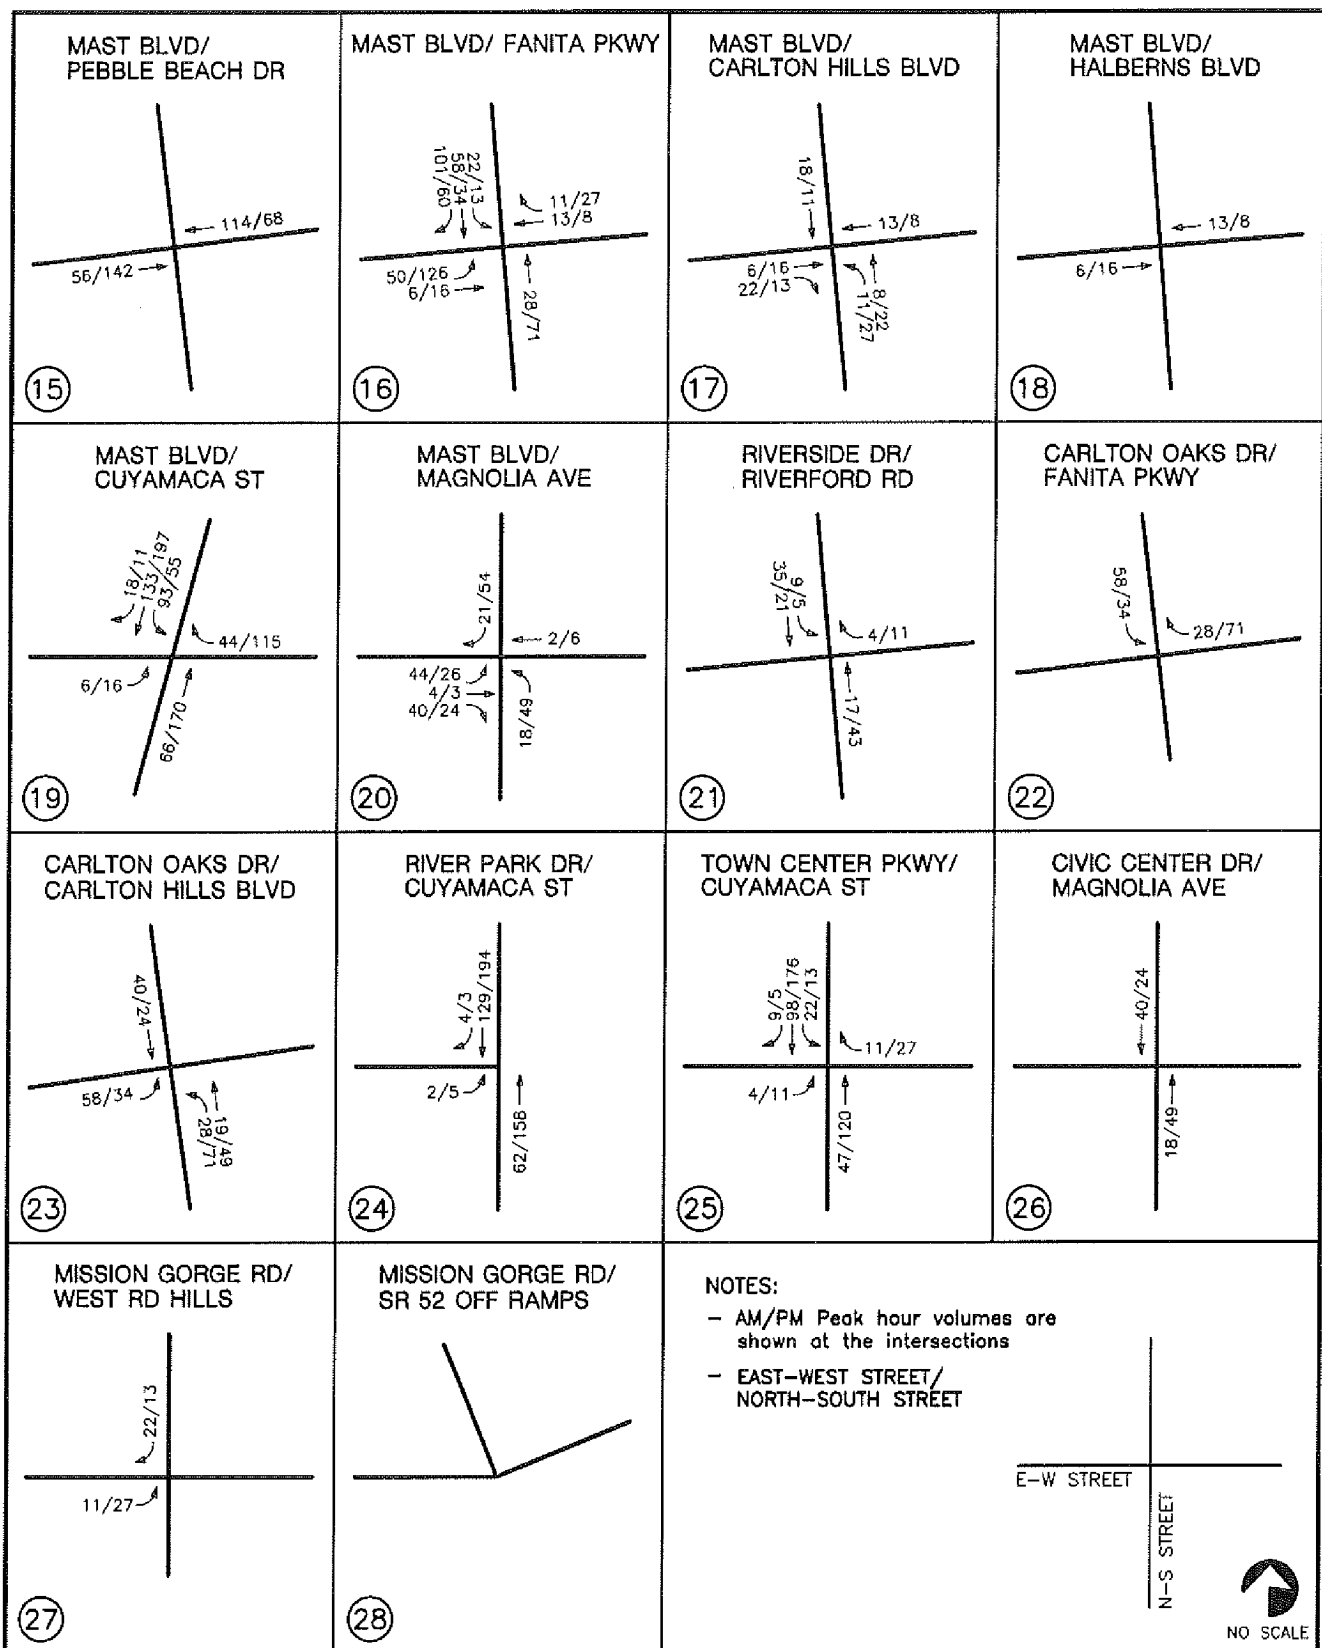 MAST BLVD/
PEBBLE BEACH DR
114/68
56/142
15
MAST BLVD/ FANITA PKWY
101/60
58/34
22/13
11/27
13/8
50/126
6/16
28/71
16
MAST BLVD/
CARLTON HILLS BLVD
18/11
13/8
6/16
22/13
8/22
11/27
17
MAST BLVD/
HALBERNS BLVD
13/8
6/16
18
MAST BLVD/
CUYAMACA ST
18/11
133/197
93/55
44/115
6/16
66/170
19
MAST BLVD/
MAGNOLIA AVE
21/54
2/6
44/26
4/3
40/24
18/49
20
RIVERSIDE DR/
RIVERFORD RD
35/21
9/5
4/11
17/43
21
CARLTON OAKS DR/
FANITA PKWY
58/34
28/71
22
CARLTON OAKS DR/
CARLTON HILLS BLVD
40/24
58/34
19/49
28/71
23
RIVER PARK DR/
CUYAMACA ST
4/3
129/194
2/5
62/158
24
TOWN CENTER PKWY/
CUYAMACA ST
9/5
98/176
22/13
11/27
4/11
47/120
25
CIVIC CENTER DR/
MAGNOLIA AVE
40/24
18/49
26
MISSION GORGE RD/
WEST RD HILLS
22/13
11/27
27
MISSION GORGE RD/
SR 52 OFF RAMPS
28
NOTES:
– AM/PM Peak hour volumes are
shown at the intersections
– EAST–WEST STREET/
NORTH–SOUTH STREET
E–W STREET
N–S STREET
NO SCALE